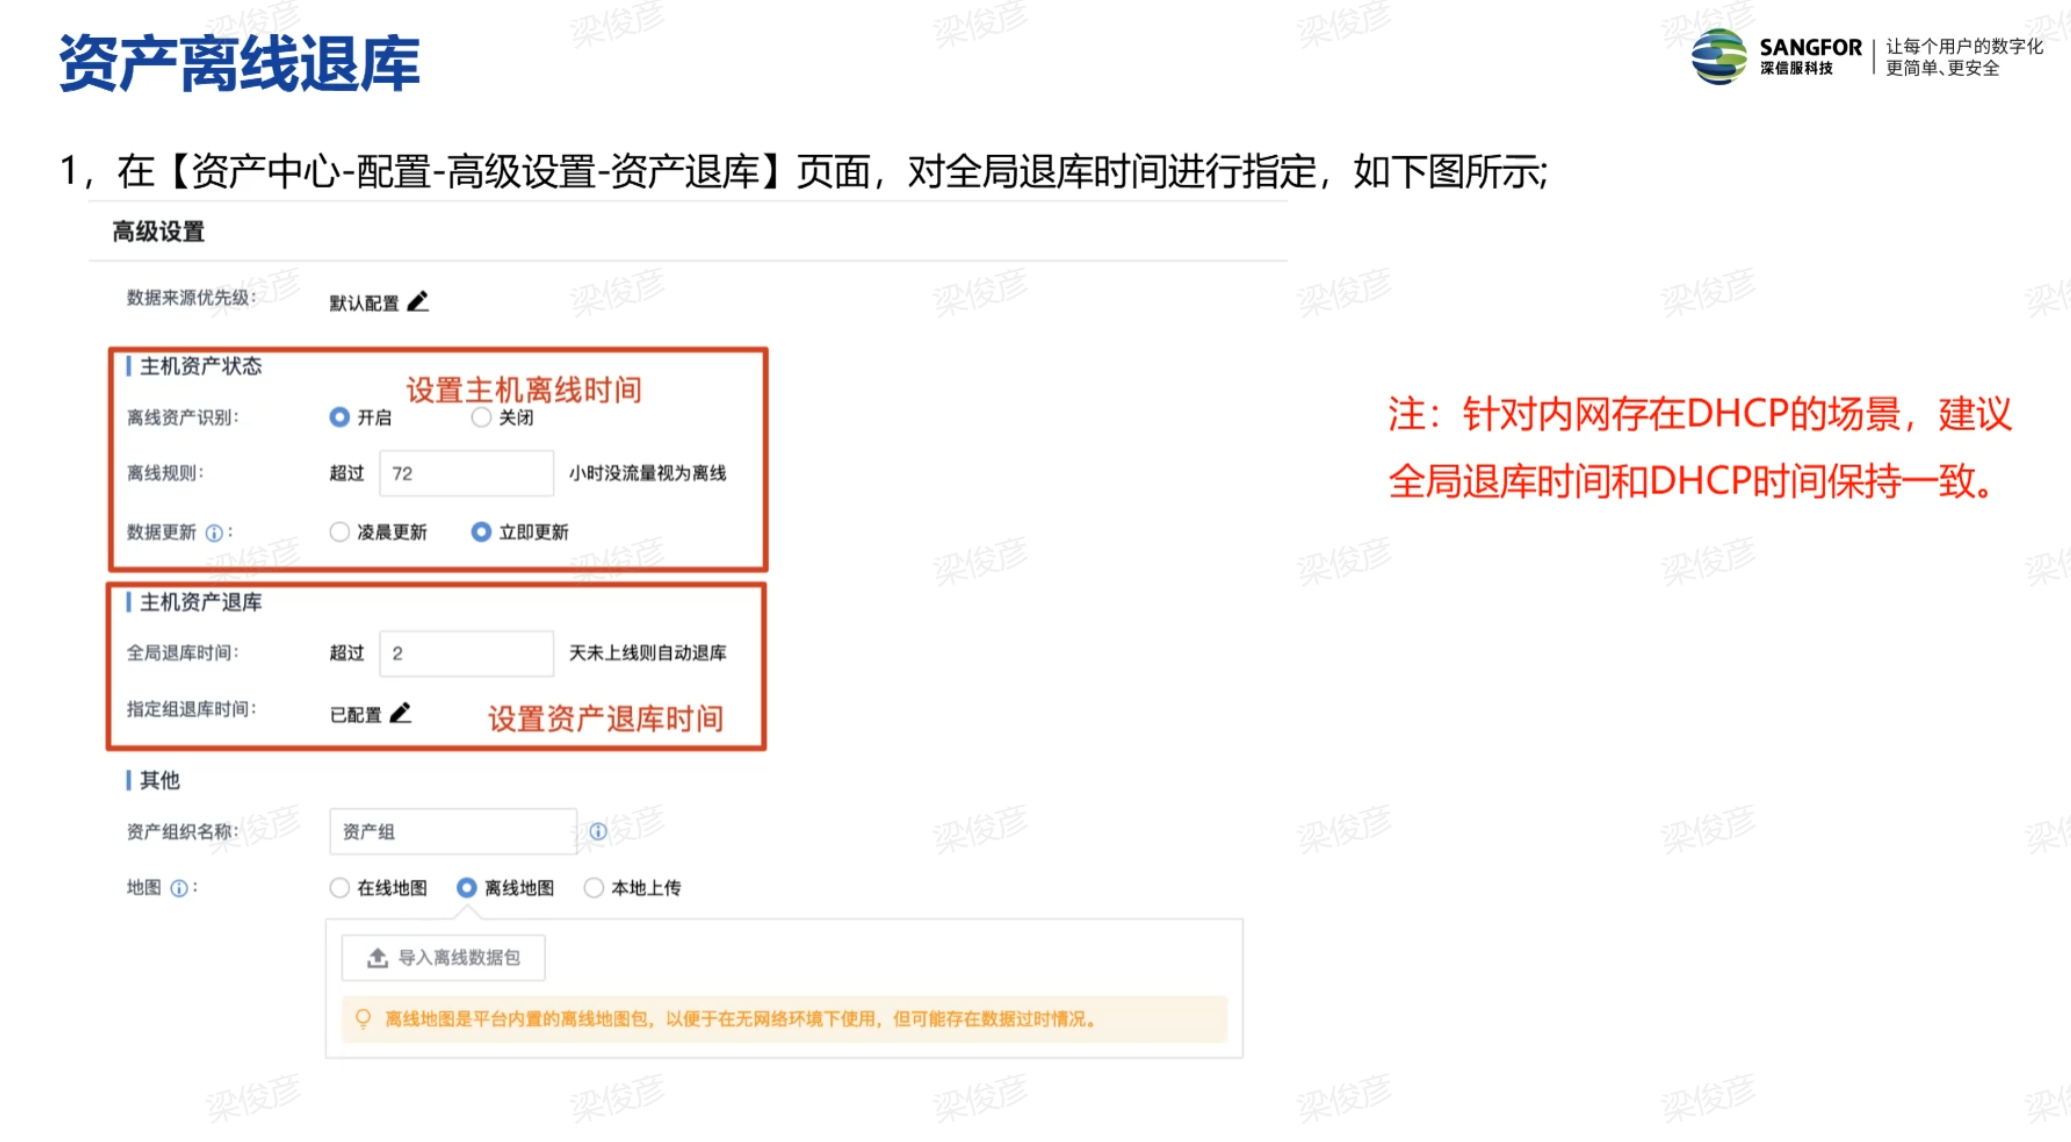 资产离线退库
SANGFOR
深信服科技
让每个用户的数字化
更简单、更安全
1，在【资产中心-配置-高级设置-资产退库】页面，对全局退库时间进行指定，如下图所示;
高级设置
数据来源优先级: 默认配置
主机资产状态
设置主机离线时间
离线资产识别: 开启 关闭
离线规则: 超过 72 小时没流量视为离线
数据更新 : 凌晨更新 立即更新
注：针对内网存在DHCP的场景，建议
全局退库时间和DHCP时间保持一致。
主机资产退库
全局退库时间: 超过 2 天未上线则自动退库
指定组退库时间: 已配置
设置资产退库时间
其他
资产组织名称: 资产组
地图 : 在线地图 离线地图 本地上传
导入离线数据包
离线地图是平台内置的离线地图包，以便于在无网络环境下使用，但可能存在数据过时情况。
梁俊彦